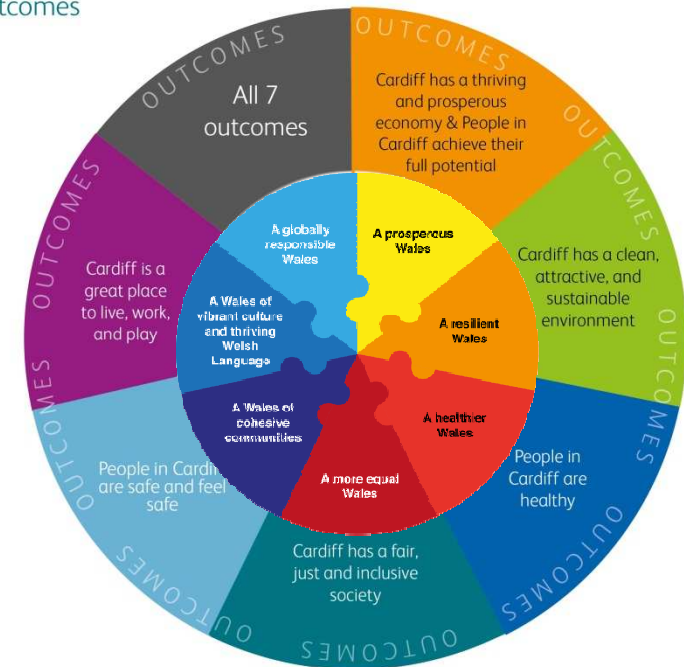 tcomes
OUTCOMES
All 7
outcomes
OUTCOMES
Cardiff has a thriving
and prosperous
economy & People in
Cardiff achieve their
full potential
OUTCOMES
Cardiff has a clean,
attractive, and
sustainable
environment
OUTCOMES
People in
Cardiff are
healthy
OUTCOMES
Cardiff has a fair,
just and inclusive
society
OUTCOMES
People in Cardiff
are safe and feel
safe
OUTCOMES
OUTCOMES
Cardiff is a
great place
to live, work,
and play
OUTCOMES
A globally
responsible
Wales
A prosperous
Wales
A resilient
Wales
A healthier
Wales
A more equal
Wales
A Wales of
cohesive
communities
A Wales of
vibrant culture
and thriving
Welsh
Language